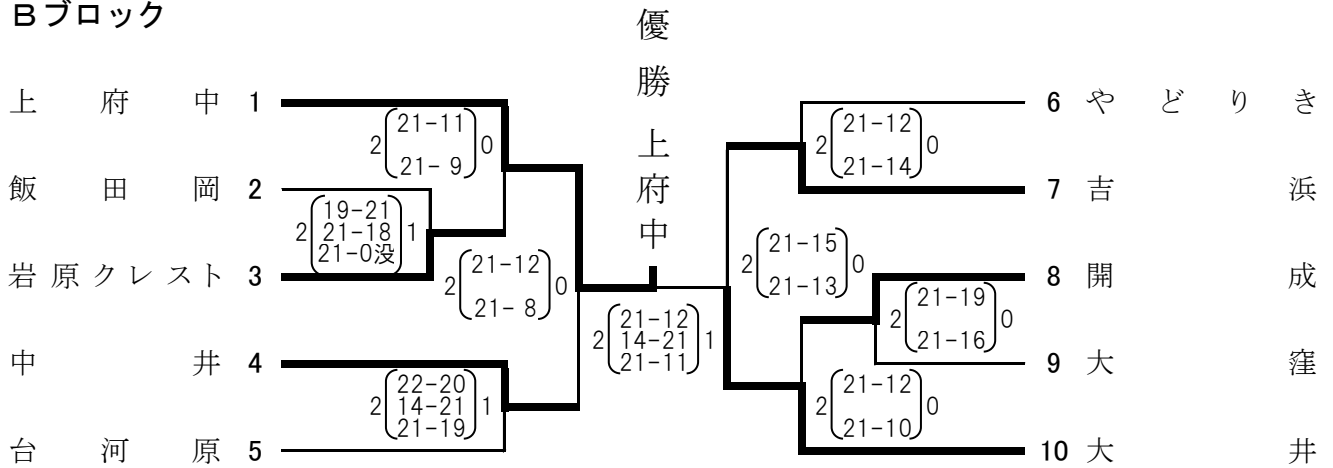 Bブロック
優勝 上府中
上府中 1
2 21-11 0
21- 9
飯田岡 2
2 19-21 1
21-18
21-0没
岩原クレスト 3
2 21-12 0
21- 8
中井 4
2 22-20 1
14-21
21-19
台河原 5
2 21-12 1
14-21
21-11
6 やどりき
2 21-12 0
21-14
7 吉浜
2 21-15 0
21-13
8 開成
2 21-19 0
21-16
9 大窪
2 21-12 0
21-10
10 大井